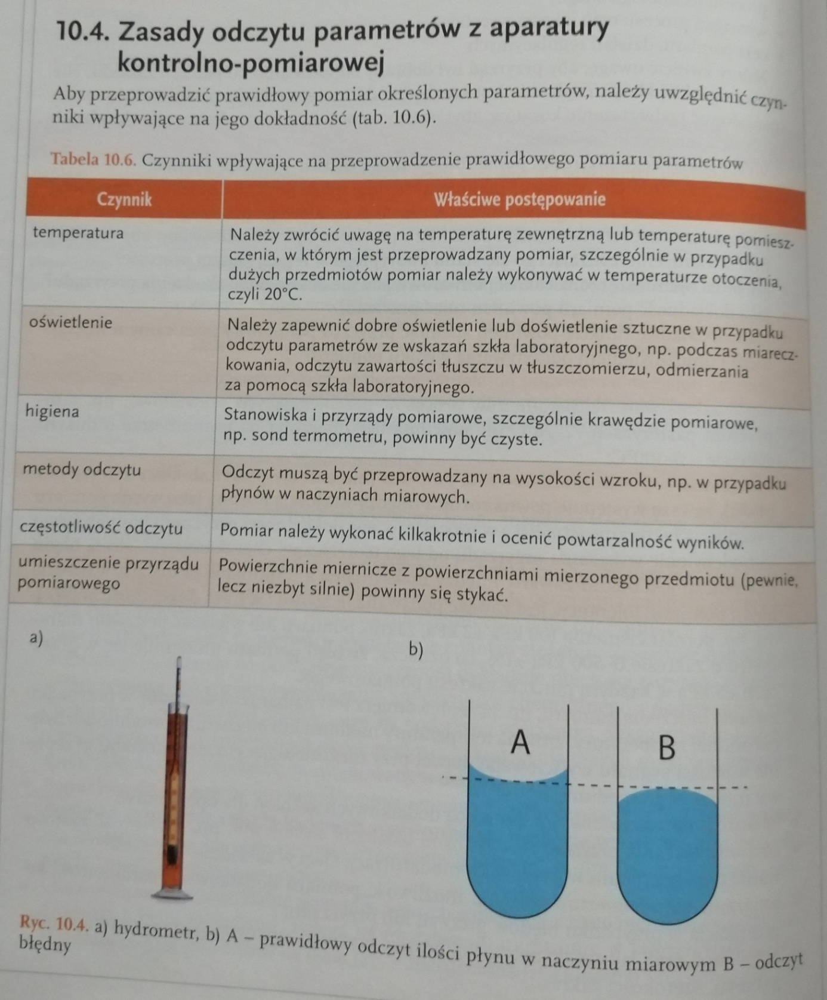 10.4. Zasady odczytu parametrów z aparatury
kontrolno-pomiarowej
Aby przeprowadzić prawidłowy pomiar określonych parametrów, należy uwzględnić czyn-
niki wpływające na jego dokładność (tab. 10.6).
Tabela 10.6. Czynniki wpływające na przeprowadzenie prawidłowego pomiaru parametrów
Czynnik
Właściwe postępowanie
temperatura
Należy zwrócić uwagę na temperaturę zewnętrzną lub temperaturę pomiesz-
czenia, w którym jest przeprowadzany pomiar, szczególnie w przypadku
dużych przedmiotów pomiar należy wykonywać w temperaturze otoczenia,
czyli 20°C.
oświetlenie
Należy zapewnić dobre oświetlenie lub doświetlenie sztuczne w przypadku
odczytu parametrów ze wskazań szkła laboratoryjnego, np. podczas miarecz-
kowania, odczytu zawartości tłuszczu w tłuszczomierzu, odmierzania
za pomocą szkła laboratoryjnego.
higiena
Stanowiska i przyrządy pomiarowe, szczególnie krawędzie pomiarowe,
np. sond termometru, powinny być czyste.
metody odczytu
Odczyt muszą być przeprowadzany na wysokości wzroku, np. w przypadku
płynów w naczyniach miarowych.
częstotliwość odczytu
Pomiar należy wykonać kilkakrotnie i ocenić powtarzalność wyników.
umieszczenie przyrządu
pomiarowego
Powierzchnie miernicze z powierzchniami mierzonego przedmiotu (pewnie,
lecz niezbyt silnie) powinny się stykać.
a)
b)
A
B
Ryc. 10.4. a) hydrometr, b) A – prawidłowy odczyt ilości płynu w naczyniu miarowym B – odczyt
błędny